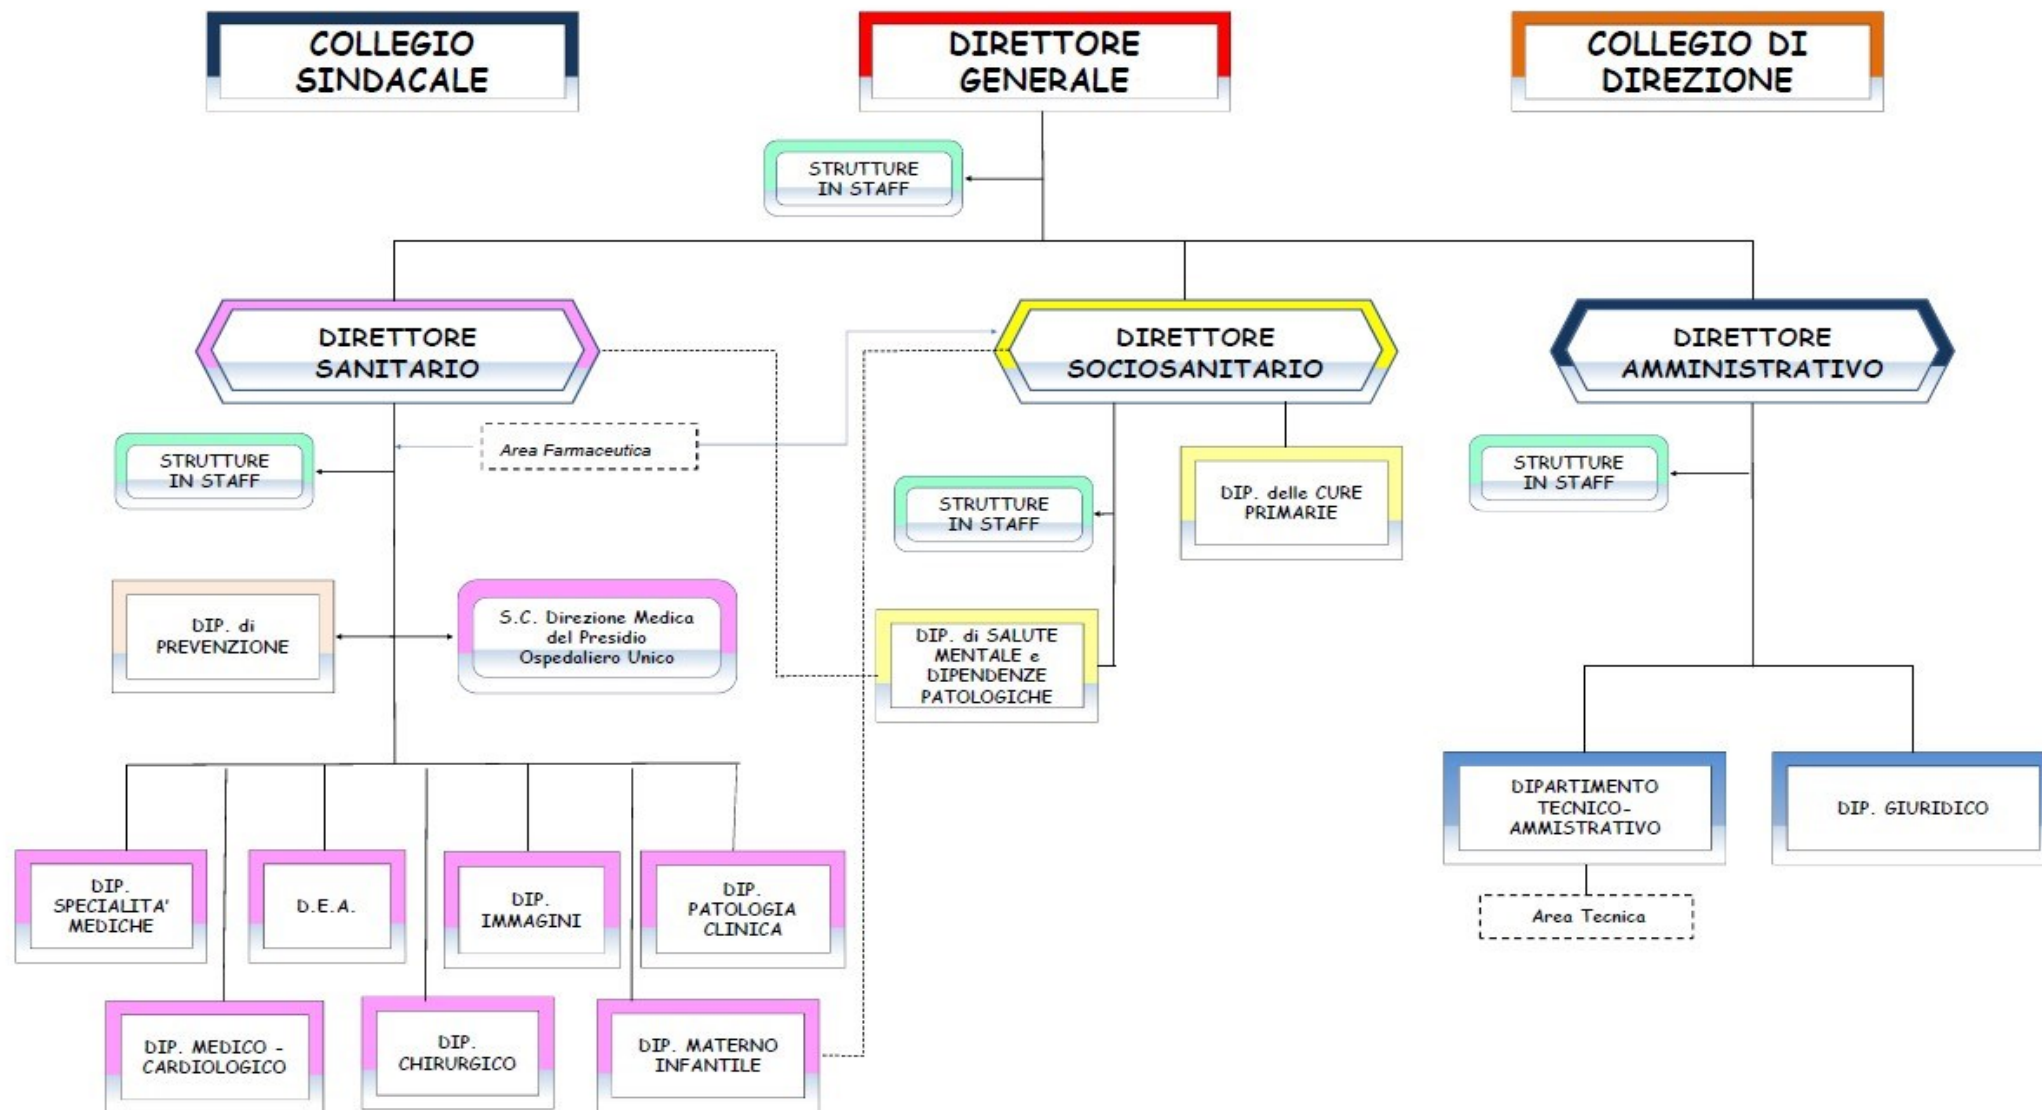 COLLEGIO
SINDACALE
DIRETTORE
GENERALE
COLLEGIO DI
DIREZIONE
STRUTTURE
IN STAFF
DIRETTORE
SANITARIO
DIRETTORE
SOCIOSANITARIO
DIRETTORE
AMMINISTRATIVO
Area Farmaceutica
STRUTTURE
IN STAFF
STRUTTURE
IN STAFF
DIP. delle CURE
PRIMARIE
STRUTTURE
IN STAFF
DIP. di
PREVENZIONE
S.C. Direzione Medica
del Presidio
Ospedaliero Unico
DIP. di SALUTE
MENTALE e
DIPENDENZE
PATOLOGICHE
DIPARTIMENTO
TECNICO-
AMMISTRATIVO
DIP. GIURIDICO
DIP.
SPECIALITA'
MEDICHE
D.E.A.
DIP.
IMMAGINI
DIP.
PATOLOGIA
CLINICA
Area Tecnica
DIP. MEDICO -
CARDIOLOGICO
DIP.
CHIRURGICO
DIP. MATERNO
INFANTILE